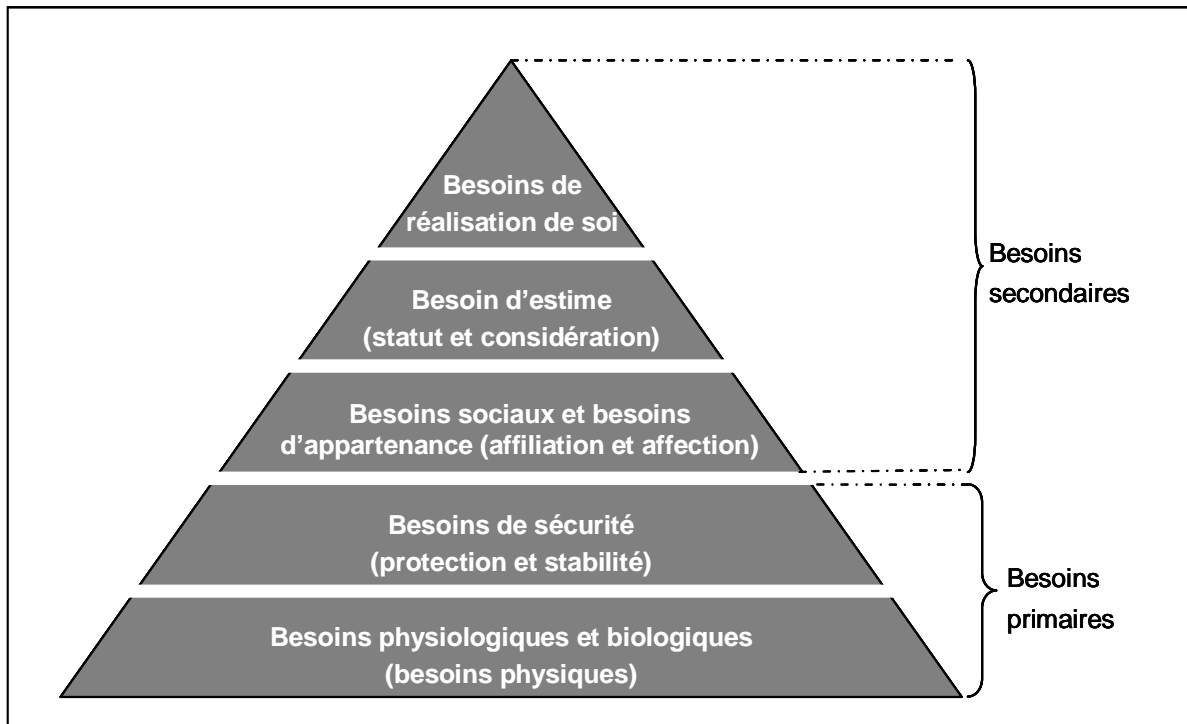 Besoins de
réalisation de soi
Besoin d’estime
(statut et considération)
Besoins sociaux et besoins
d’appartenance (affiliation et affection)
Besoins de sécurité
(protection et stabilité)
Besoins physiologiques et biologiques
(besoins physiques)
Besoins
secondaires
Besoins
primaires